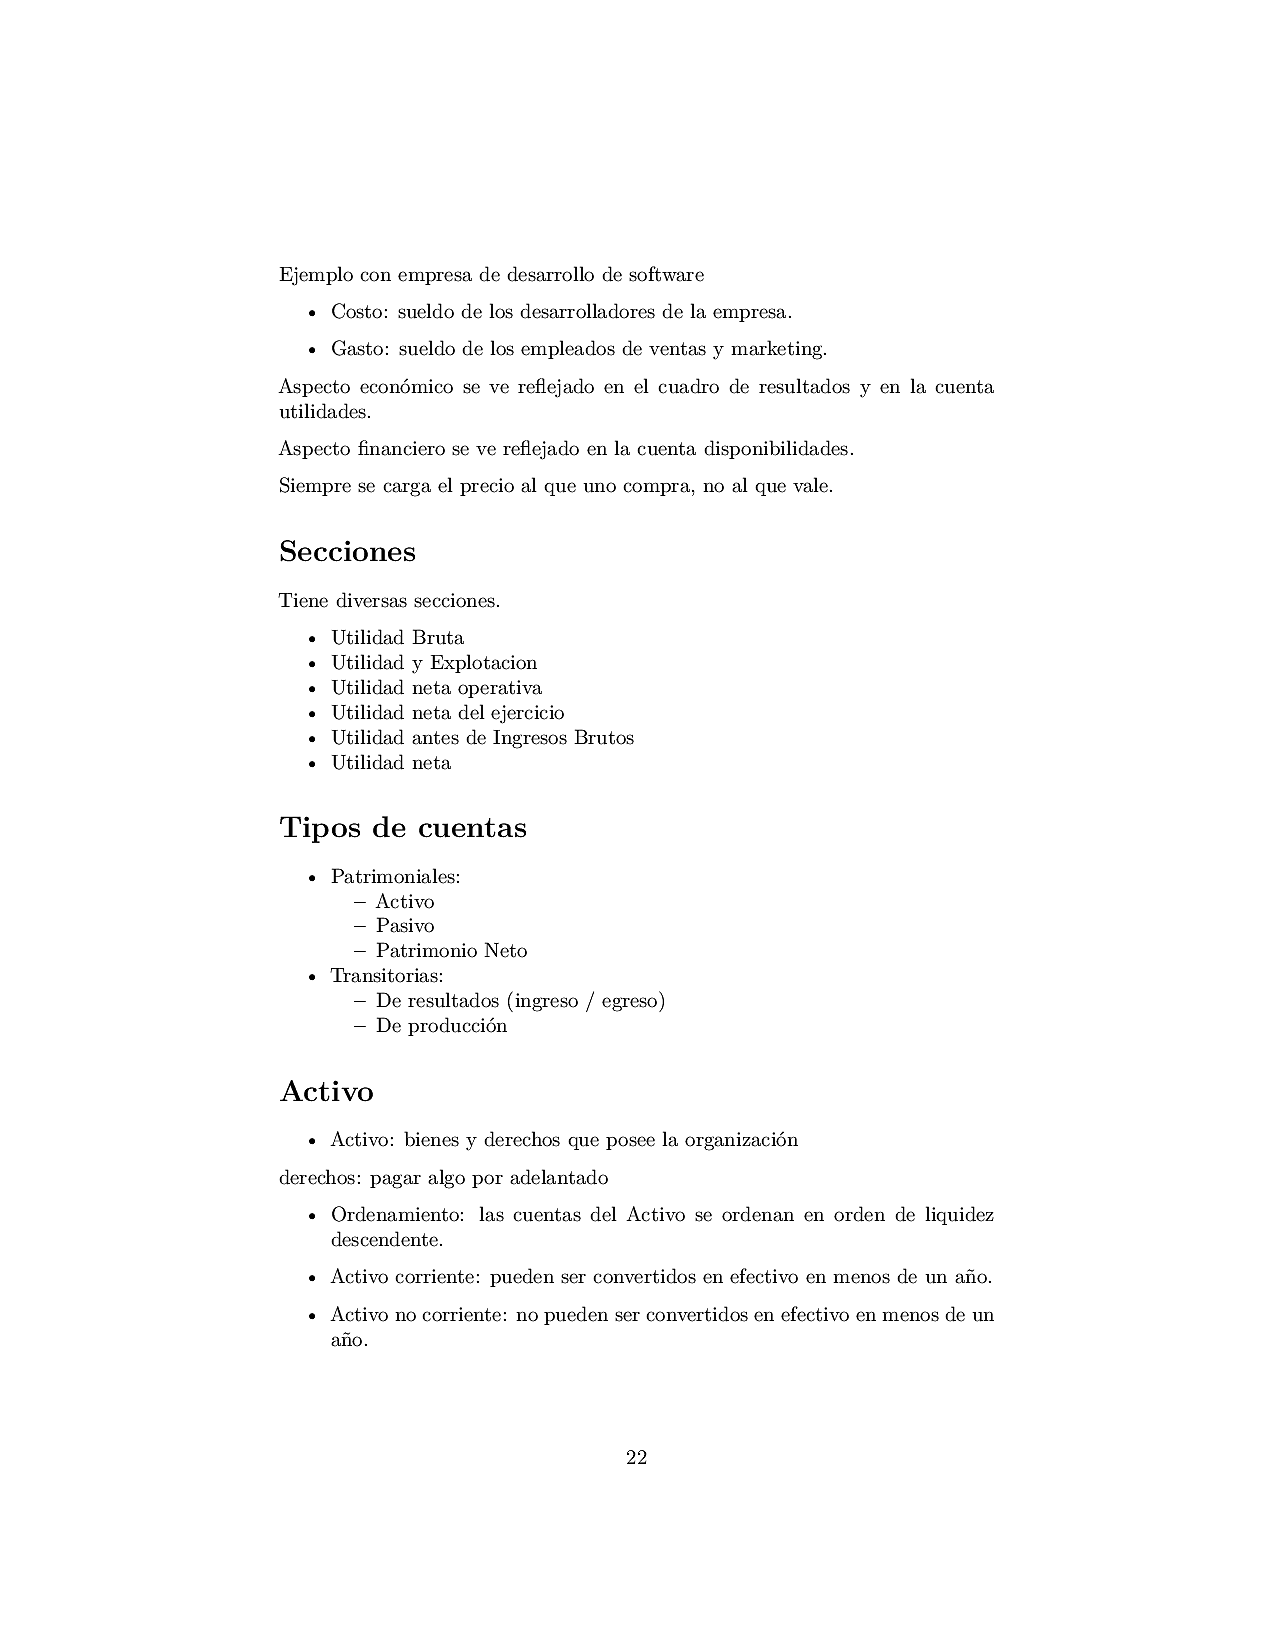 Ejemplo con empresa de desarrollo de software
• Costo: sueldo de los desarrolladores de la empresa.
• Gasto: sueldo de los empleados de ventas y marketing.
Aspecto económico se ve reflejado en el cuadro de resultados y en la cuenta
utilidades.
Aspecto financiero se ve reflejado en la cuenta disponibilidades.
Siempre se carga el precio al que uno compra, no al que vale.
Secciones
Tiene diversas secciones.
• Utilidad Bruta
• Utilidad y Explotacion
• Utilidad neta operativa
• Utilidad neta del ejercicio
• Utilidad antes de Ingresos Brutos
• Utilidad neta
Tipos de cuentas
• Patrimoniales:
– Activo
– Pasivo
– Patrimonio Neto
• Transitorias:
– De resultados (ingreso / egreso)
– De producción
Activo
• Activo: bienes y derechos que posee la organización
derechos: pagar algo por adelantado
• Ordenamiento: las cuentas del Activo se ordenan en orden de liquidez
descendente.
• Activo corriente: pueden ser convertidos en efectivo en menos de un año.
• Activo no corriente: no pueden ser convertidos en efectivo en menos de un
año.
22